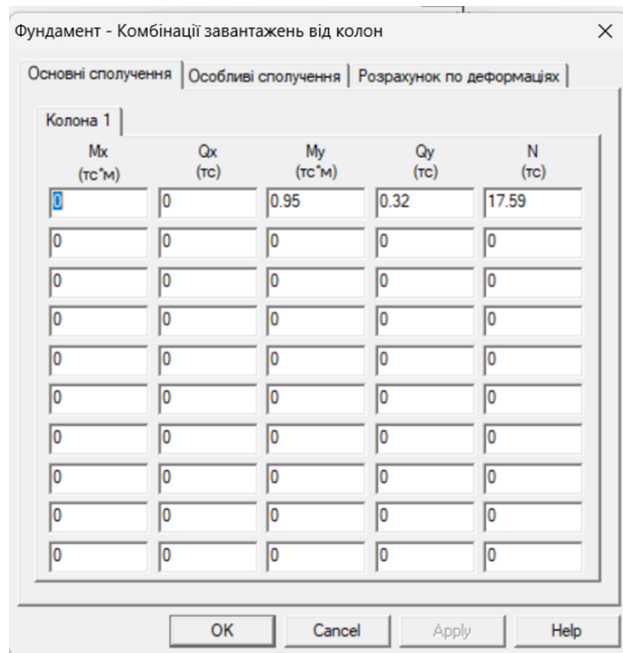 Фундамент - Комбінації завантажень від колон
Основні сполучення Особливі сполучення Розрахунок по деформаціях
Колона 1
Mx Qx My Qy N
(тс*м) (тс) (тс*м) (тс) (тс)
0 0 0.95 0.32 17.59
0 0 0 0 0
0 0 0 0 0
0 0 0 0 0
0 0 0 0 0
0 0 0 0 0
0 0 0 0 0
0 0 0 0 0
0 0 0 0 0
0 0 0 0 0
OK Cancel Apply Help